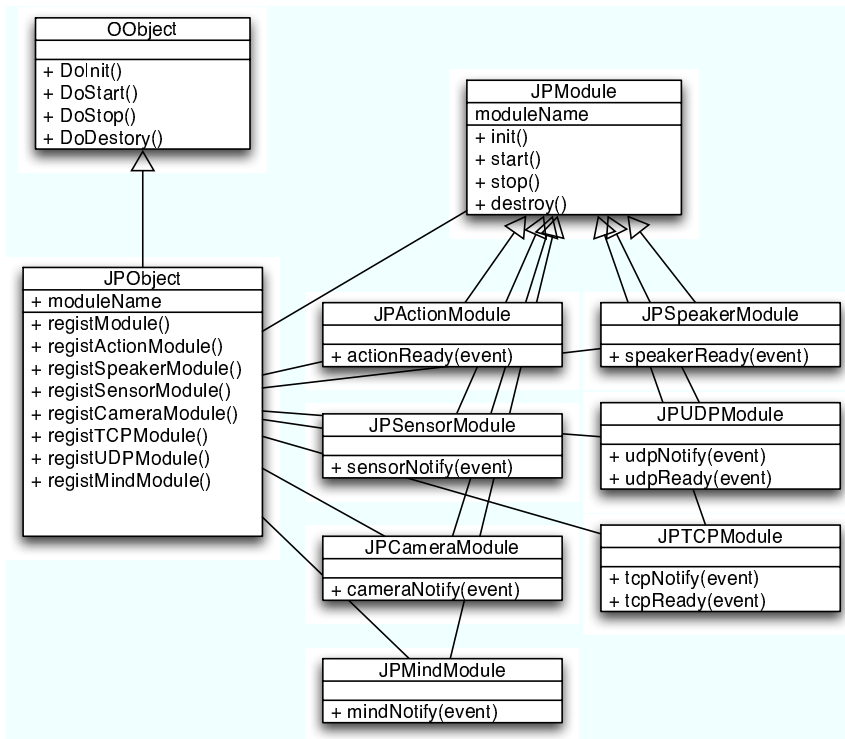 OObject
+ DoInit()
+ DoStart()
+ DoStop()
+ DoDestory()
JPModule
moduleName
+ init()
+ start()
+ stop()
+ destroy()
JPObject
+ moduleName
+ registModule()
+ registActionModule()
+ registSpeakerModule()
+ registSensorModule()
+ registCameraModule()
+ registTCPModule()
+ registUDPModule()
+ registMindModule()
JPActionModule
+ actionReady(event)
JPSpeakerModule
+ speakerReady(event)
JPSensorModule
+ sensorNotify(event)
JPUDPModule
+ udpNotify(event)
+ udpReady(event)
JPCameraModule
+ cameraNotify(event)
JPTCPModule
+ tcpNotify(event)
+ tcpReady(event)
JPMindModule
+ mindNotify(event)